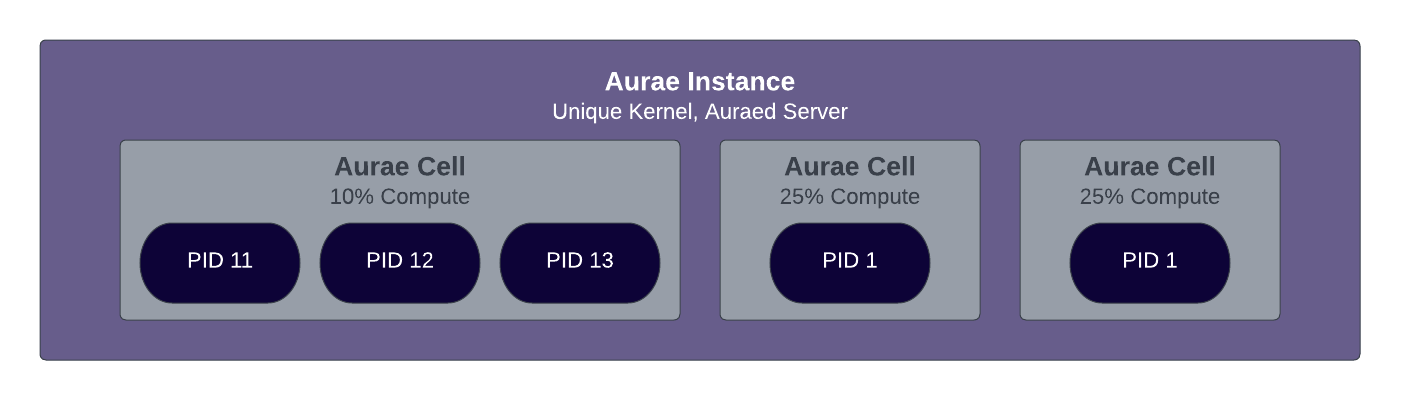 Aurae Instance
Unique Kernel, Auraed Server
Aurae Cell
10% Compute
PID 11
PID 12
PID 13
Aurae Cell
25% Compute
PID 1
Aurae Cell
25% Compute
PID 1